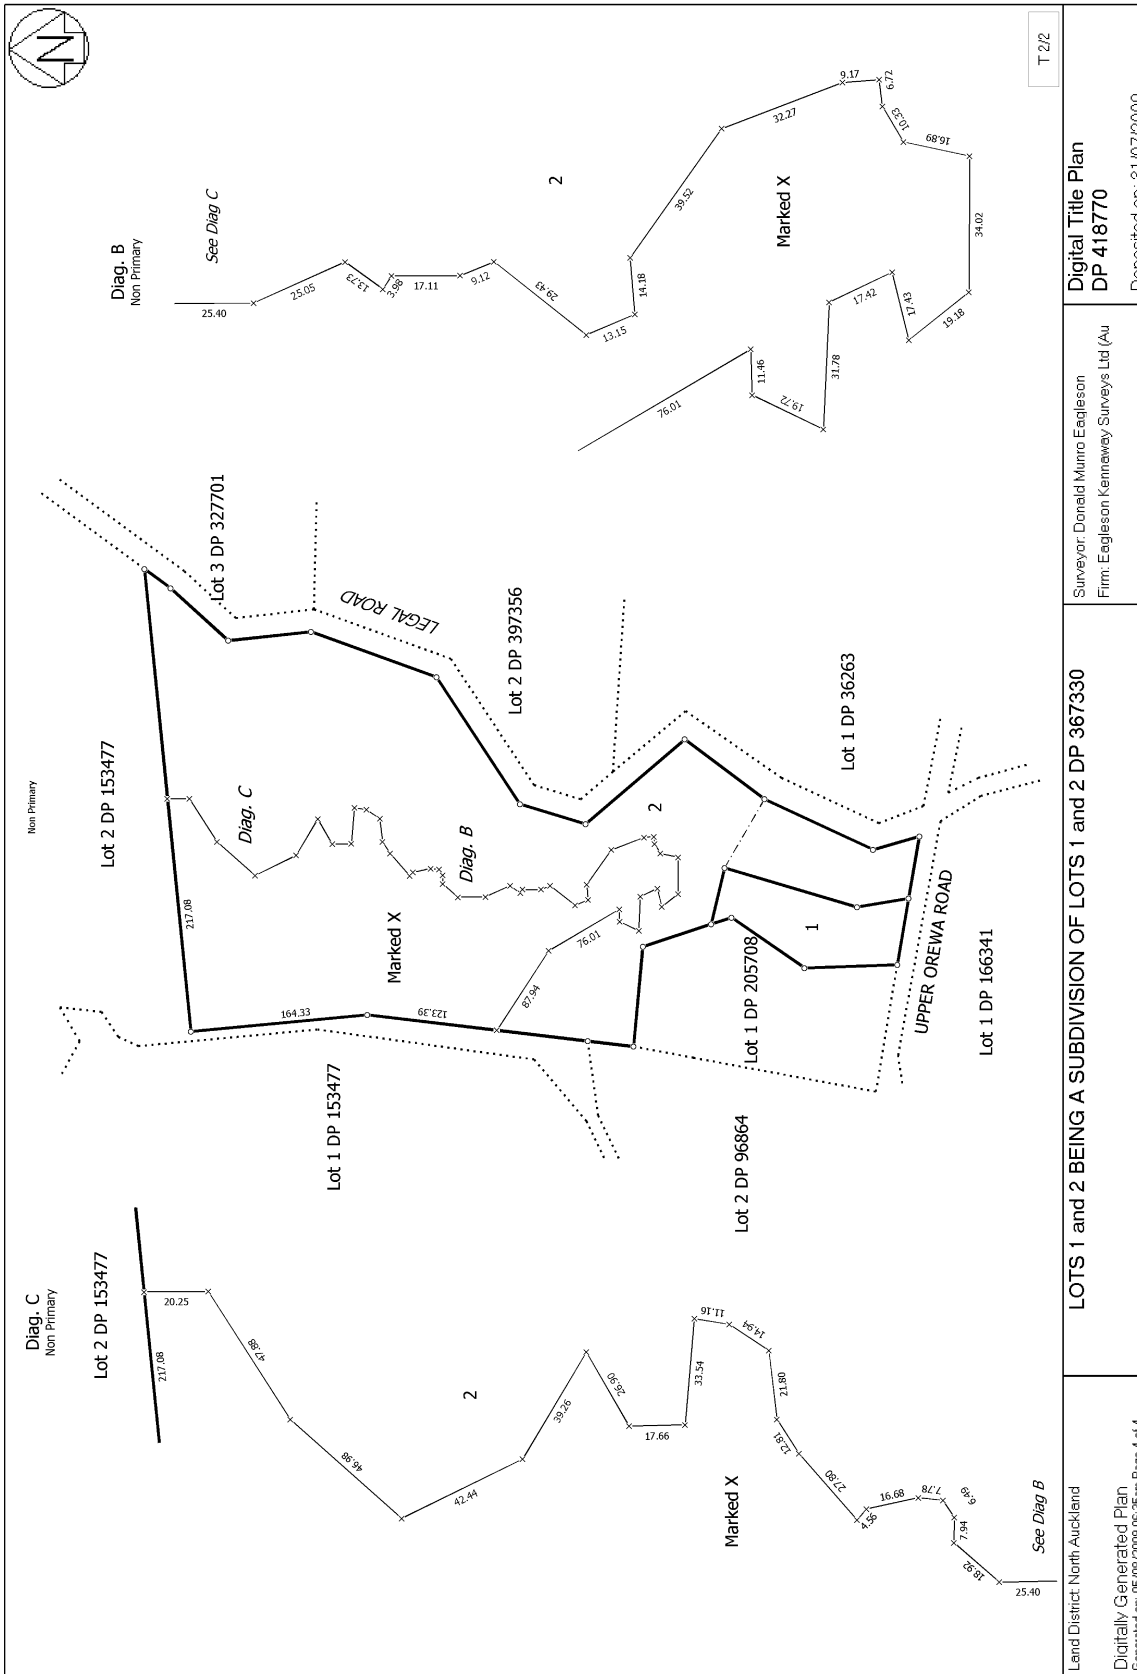 N
T 2/2
Diag. B
Non Primary
See Diag C
25.40
25.05
13.73
3.98
17.11
9.12
29.43
13.15
14.18
39.52
2
32.27
9.17
6.72
10.33
16.89
Marked X
34.02
19.18
17.43
17.42
31.78
19.72
11.46
76.01
Non Primary
Lot 2 DP 153477
Lot 3 DP 327701
LEGAL ROAD
Lot 2 DP 397356
Lot 1 DP 36263
217.08
Diag. C
Diag. B
Marked X
2
164.33
123.39
87.94
76.01
1
Lot 1 DP 205708
UPPER OREWA ROAD
Lot 1 DP 166341
Lot 1 DP 153477
Lot 2 DP 96864
Diag. C
Non Primary
Lot 2 DP 153477
217.08
20.25
47.88
46.98
42.44
2
39.26
26.90
17.66
33.54
11.16
14.94
21.80
12.81
27.80
4.56
16.68
7.78
6.49
7.94
18.92
25.40
Marked X
See Diag B
Land District: North Auckland
Digitally Generated Plan
LOTS 1 and 2 BEING A SUBDIVISION OF LOTS 1 and 2 DP 367330
Surveyor: Donald Munro Eagleson
Firm: Eagleson Kennaway Surveys Ltd (Au
Digital Title Plan
DP 418770